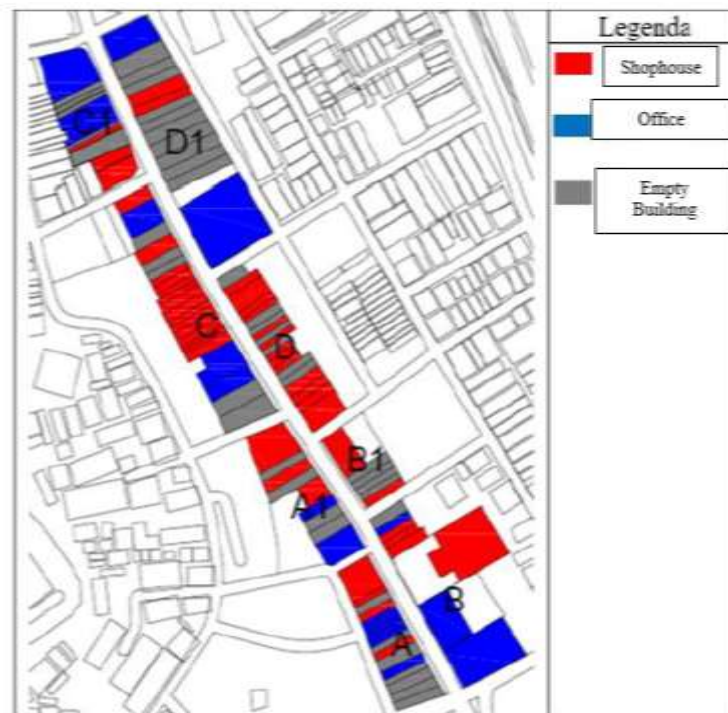 Legenda
Shophouse
Office
Empty
Building
C1
D1
C
D
B1
A1
B
A